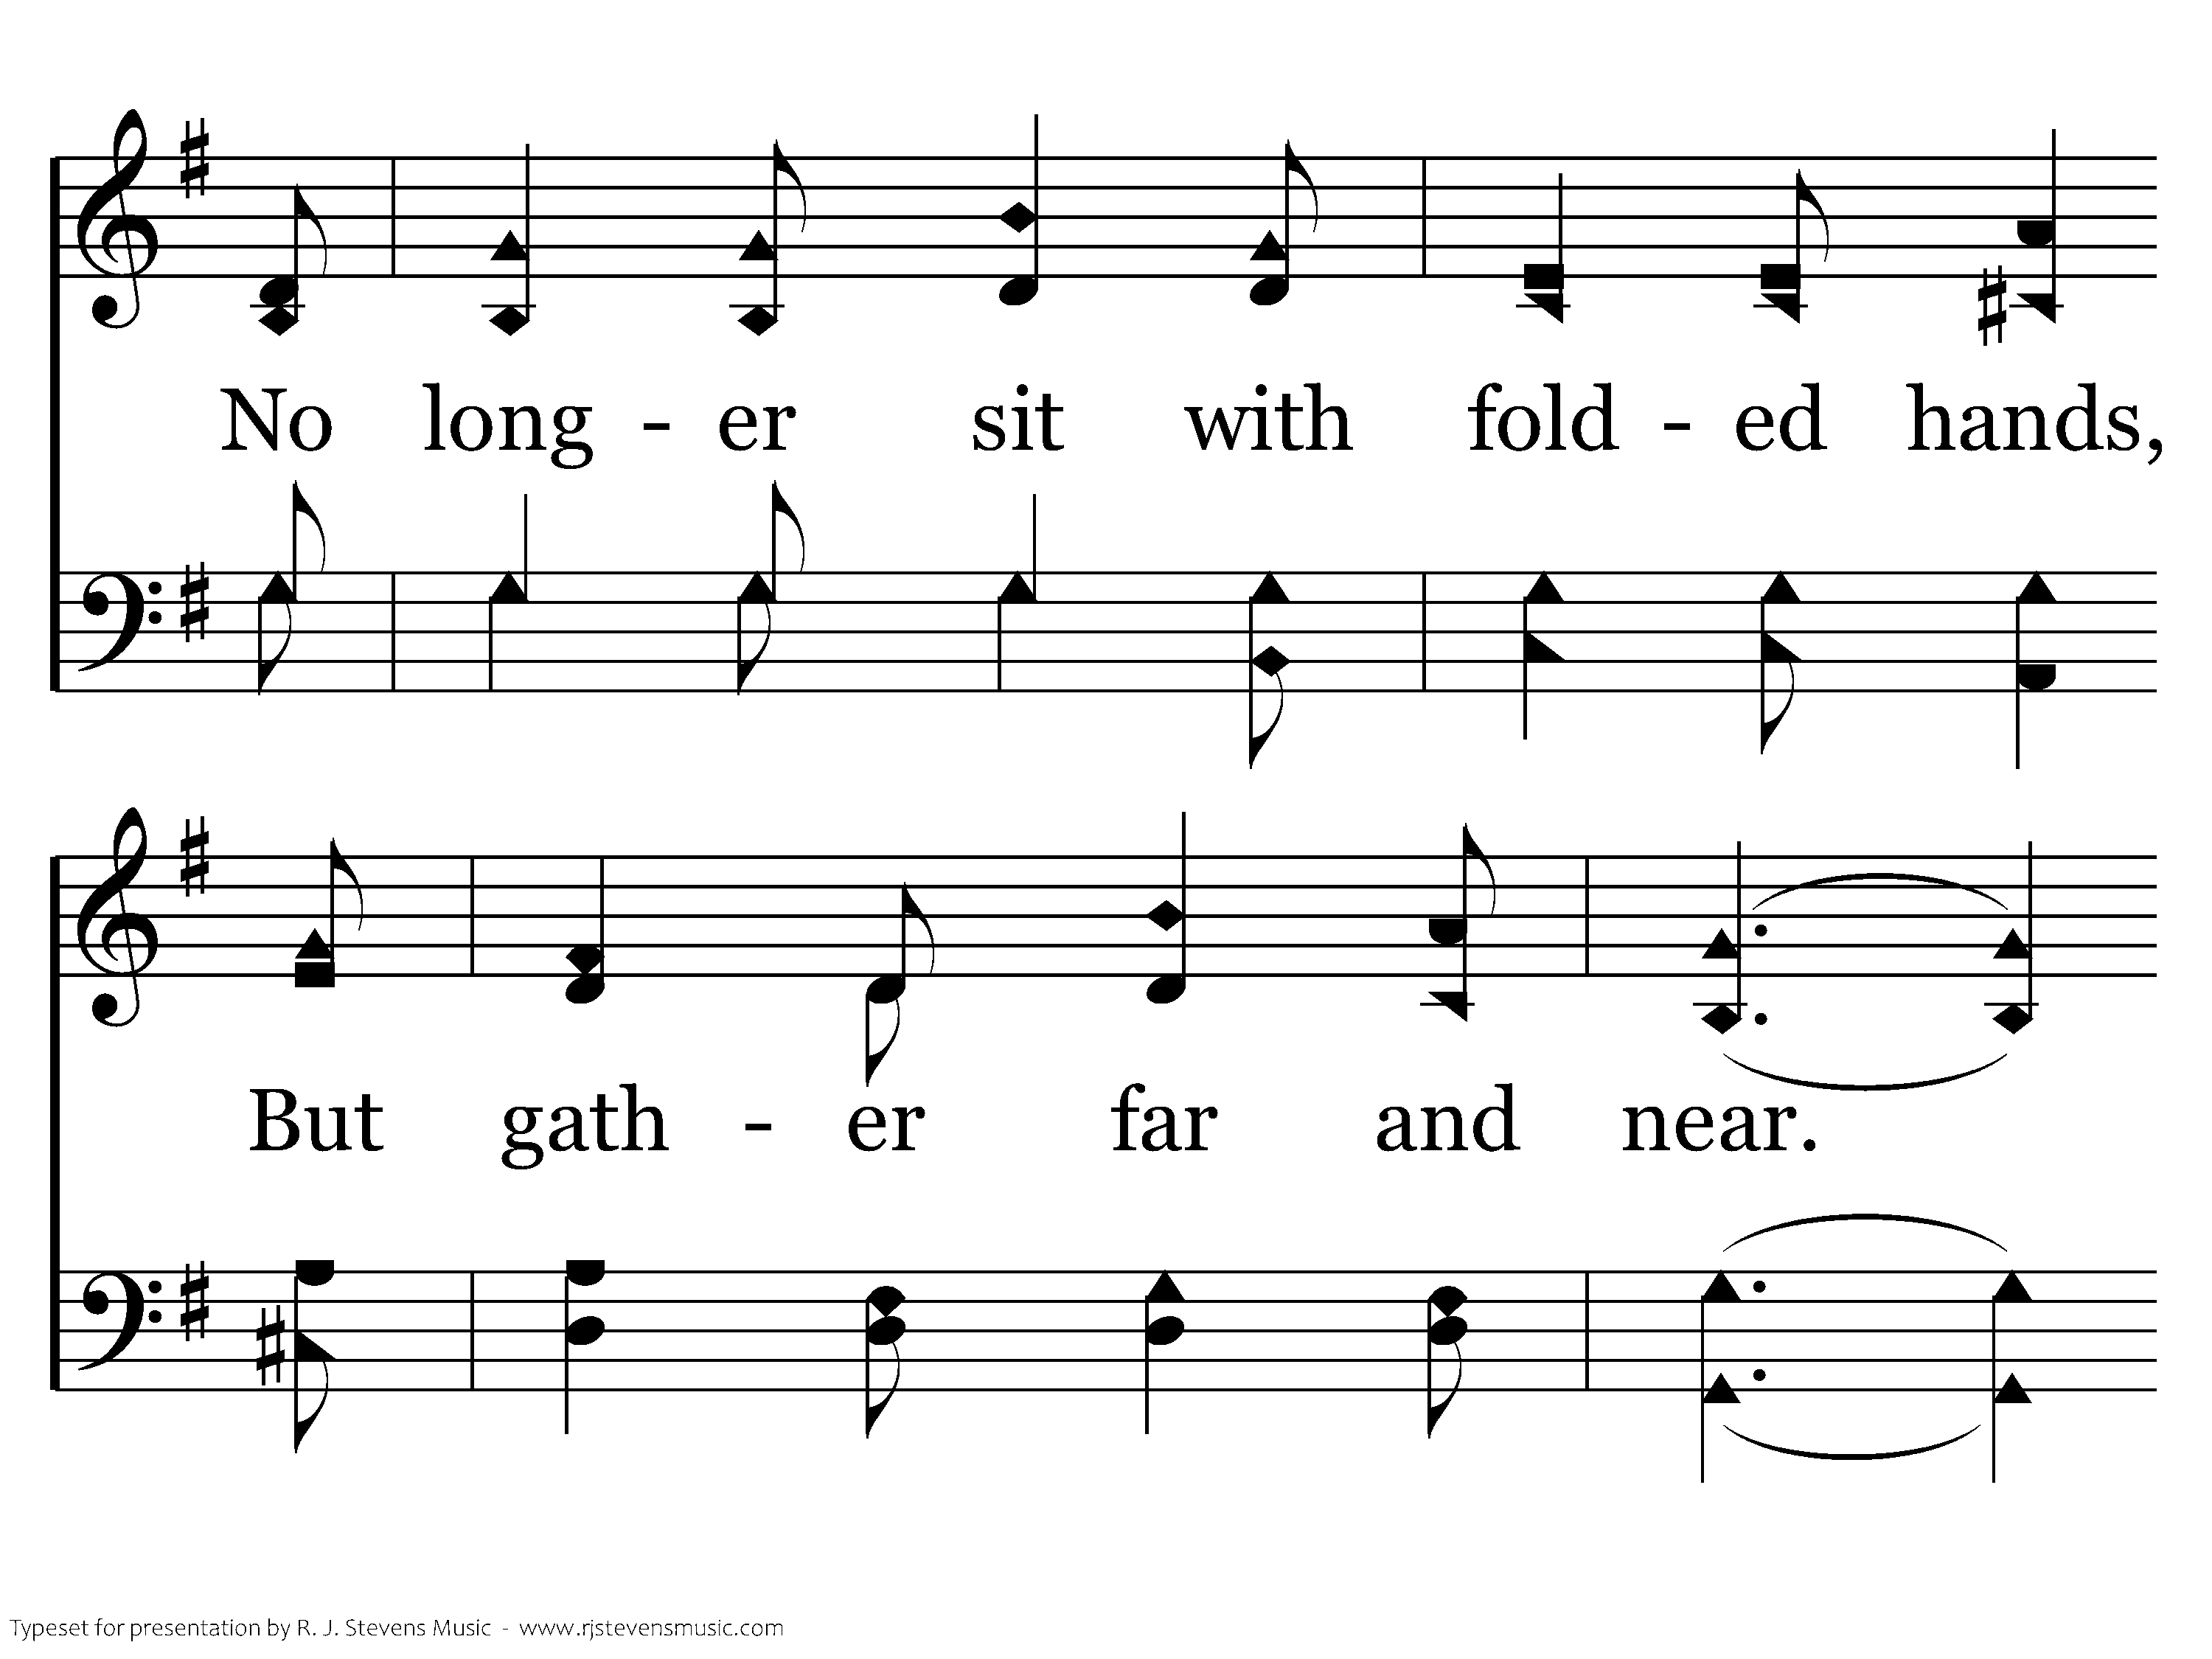 No long - er sit with fold - ed hands,
But gath - er far and near.
Typeset for presentation by R. J. Stevens Music - www.rjstevensmusic.com